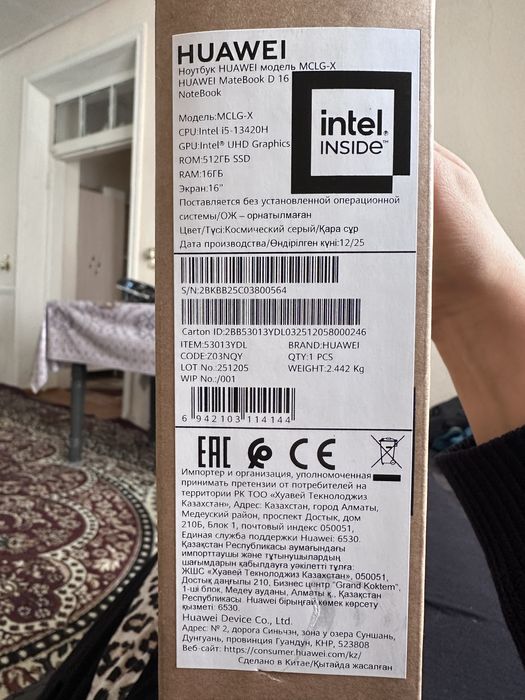 HUAWEI
Ноутбук HUAWEI модель MCLG-X
HUAWEI MateBook D 16
NoteBook
Модель:MCLG-X
CPU:Intel i5-13420H
GPU:Intel® UHD Graphics
ROM:512ГБ SSD
RAM:16ГБ
Экран:16"
intel.
INSIDE™
Поставляется без установленной операционной
системы/ОЖ – орнатылмаған
Цвет/Түсі:Космический серый/Қара сұр
Дата производства/Өндірілген күні:12/25
S/N:2BKBB25C03800564
Carton ID:2BB53013YDL032512058000246
ITEM:53013YDL BRAND:HUAWEI
CODE:Z03NQY QTY:1 PCS
LOT No.:251205 WEIGHT:2.442 Kg
WIP No.:/001
6 942103 114144
EAC CE
Импортер и организация, уполномоченная
принимать претензии от потребителей на
территории РК ТОО «Хуавей Текнолоджиз
Казахстан», Адрес: Казахстан, город Алматы,
Медеуский район, проспект Достык, дом
210Б, Блок 1, почтовый индекс 050051,
Единая служба поддержки Huawei: 6530.
Қазақстан Республикасы аумағындағы
импорттаушы және тұтынушылардың
шағымдарын қабылдауға уәкілетті тұлға:
ЖШС «Хуавей Текнолоджиз Казахстан», 050051,
Достық даңғылы 210, Бизнес центр "Grand Koktem",
1-ші блок. Медеу ауданы, Алматы қ., Қазақстан
Республикасы. Huawei бірыңғай көмек көрсету
қызметі: 6530.
Huawei Device Co., Ltd.
Адрес: № 2, дорога Синьчэн, зона у озера Суншань,
Дунгуань, провинция Гуандун, КНР, 523808
Веб-сайт: https://consumer.huawei.com/kz/
Сделано в Китае/Қытайда жасалған